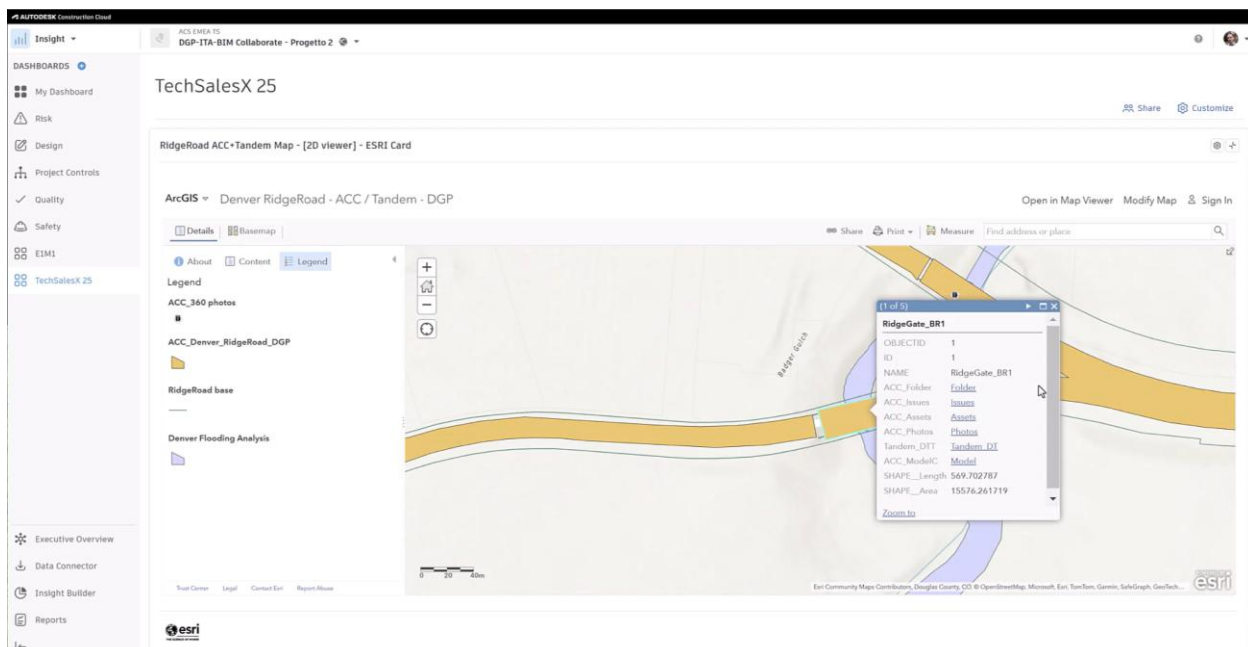 AUTODESK Construction Cloud
Insight
ACS EMEA TS
DGP-ITA-BIM Collaborate - Progetto 2
DASHBOARDS
My Dashboard
Risk
Design
Project Controls
Quality
Safety
E1M1
TechSalesX 25
Executive Overview
Data Connector
Insight Builder
Reports
TechSalesX 25
Share
Customize
RidgeRoad ACC+Tandem Map - [2D viewer] - ESRI Card
ArcGIS
Denver RidgeRoad - ACC / Tandem - DGP
Open in Map Viewer
Modify Map
Sign In
Details
Basemap
Share
Print
Measure
Find address or place
About
Content
Legend
Legend
ACC_360 photos
ACC_Denver_RidgeRoad_DGP
RidgeRoad base
Denver Flooding Analysis
Trust Center
Legal
Contact Esri
Report Abuse
Badger Gulch
(1 of 5)
RidgeGate_BR1
OBJECTID 1
ID 1
NAME RidgeGate_BR1
ACC_Folder Folder
ACC_Issues Issues
ACC_Assets Assets
ACC_Photos Photos
Tandem_DTT Tandem_DT
ACC_ModelC Model
SHAPE__Length 569.702787
SHAPE__Area 15576.261719
Zoom to
0 20 40m
Esri Community Maps Contributors, Douglas County, CO, © OpenStreetMap, Microsoft, Esri, TomTom, Garmin, SafeGraph, GeoTech...
esri
esri